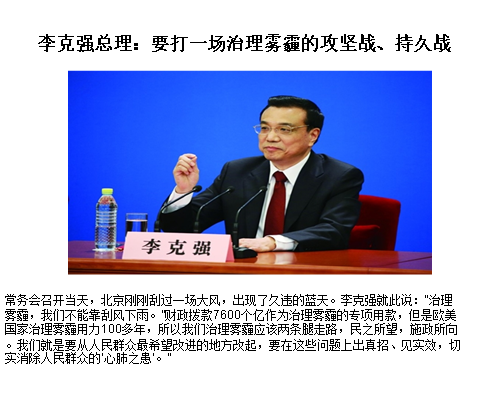 李克强总理：要打一场治理雾霾的攻坚战、持久战
李克强
常务会召开当天，北京刚刚刮过一场大风，出现了久违的蓝天。李克强就此说："治理
雾霾，我们不能靠刮风下雨。"财政拨款7600个亿作为治理雾霾的专项用款，但是欧美
国家治理雾霾用力100多年，所以我们治理雾霾应该两条腿走路，民之所望，施政所向
。我们就是要从人民群众最希望改进的地方改起，要在这些问题上出真招、见实效，切
实消除人民群众的'心肺之患'。"